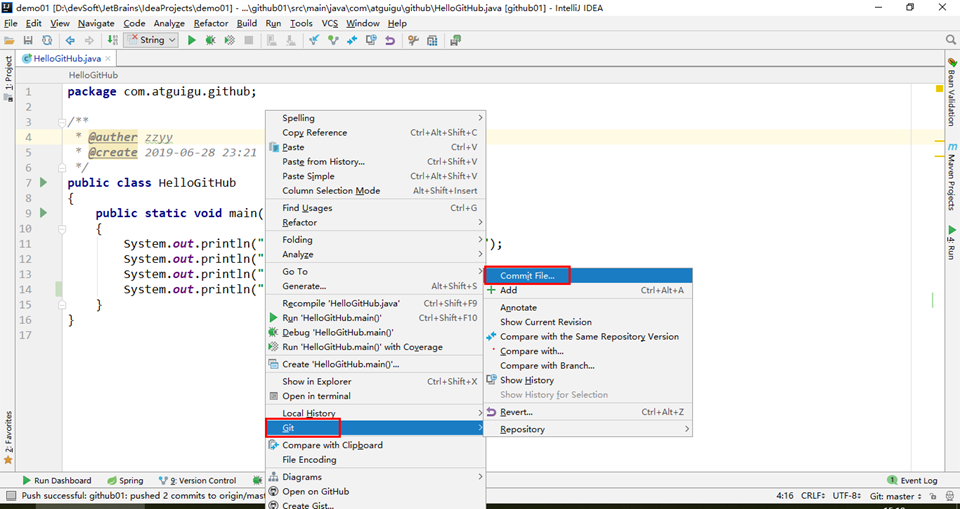 demo01 [D:\devSoft\JetBrains\IdeaProjects\demo01] - ...\github01\src\main\java\com\atguigu\github\HelloGitHub.java [github01] - IntelliJ IDEA
File Edit View Navigate Code Analyze Refactor Build Run Tools VCS Window Help
String
HelloGitHub.java
HelloGitHub
1: Project
2: Favorites
Bean Validation
Maven Projects
4: Run
1 package com.atguigu.github;
2
3 /**
4 * @auther zzyy
5 * @create 2019-06-28 23:21
6 */
7 public class HelloGitHub
8 {
9 public static void main(
10 {
11 System.out.println(" ");
12 System.out.println("
13 System.out.println("
14 System.out.println("
15 }
16 }
17
Spelling
Copy Reference Ctrl+Alt+Shift+C
Paste Ctrl+V
Paste from History... Ctrl+Shift+V
Paste Simple Ctrl+Alt+Shift+V
Column Selection Mode Alt+Shift+Insert
Find Usages Ctrl+G
Refactor
Folding
Analyze
Go To
Generate... Alt+Shift+S
Recompile 'HelloGitHub.java' Ctrl+Shift+F9
Run 'HelloGitHub.main()' Ctrl+Shift+F10
Debug 'HelloGitHub.main()'
Run 'HelloGitHub.main()' with Coverage
Create 'HelloGitHub.main()'...
Show in Explorer Ctrl+Shift+X
Open in terminal
Local History
Git
Compare with Clipboard
File Encoding
Diagrams
Open on GitHub
Create Gist...
Commit File...
Add Ctrl+Alt+A
Annotate
Show Current Revision
Compare with the Same Repository Version
Compare with...
Compare with Branch...
Show History
Show History for Selection
Revert... Ctrl+Alt+Z
Repository
Run Dashboard Spring 9: Version Control 1 Event Log
Push successful: github01: pushed 2 commits to origin/mast 4:16 CRLF UTF-8 Git: master